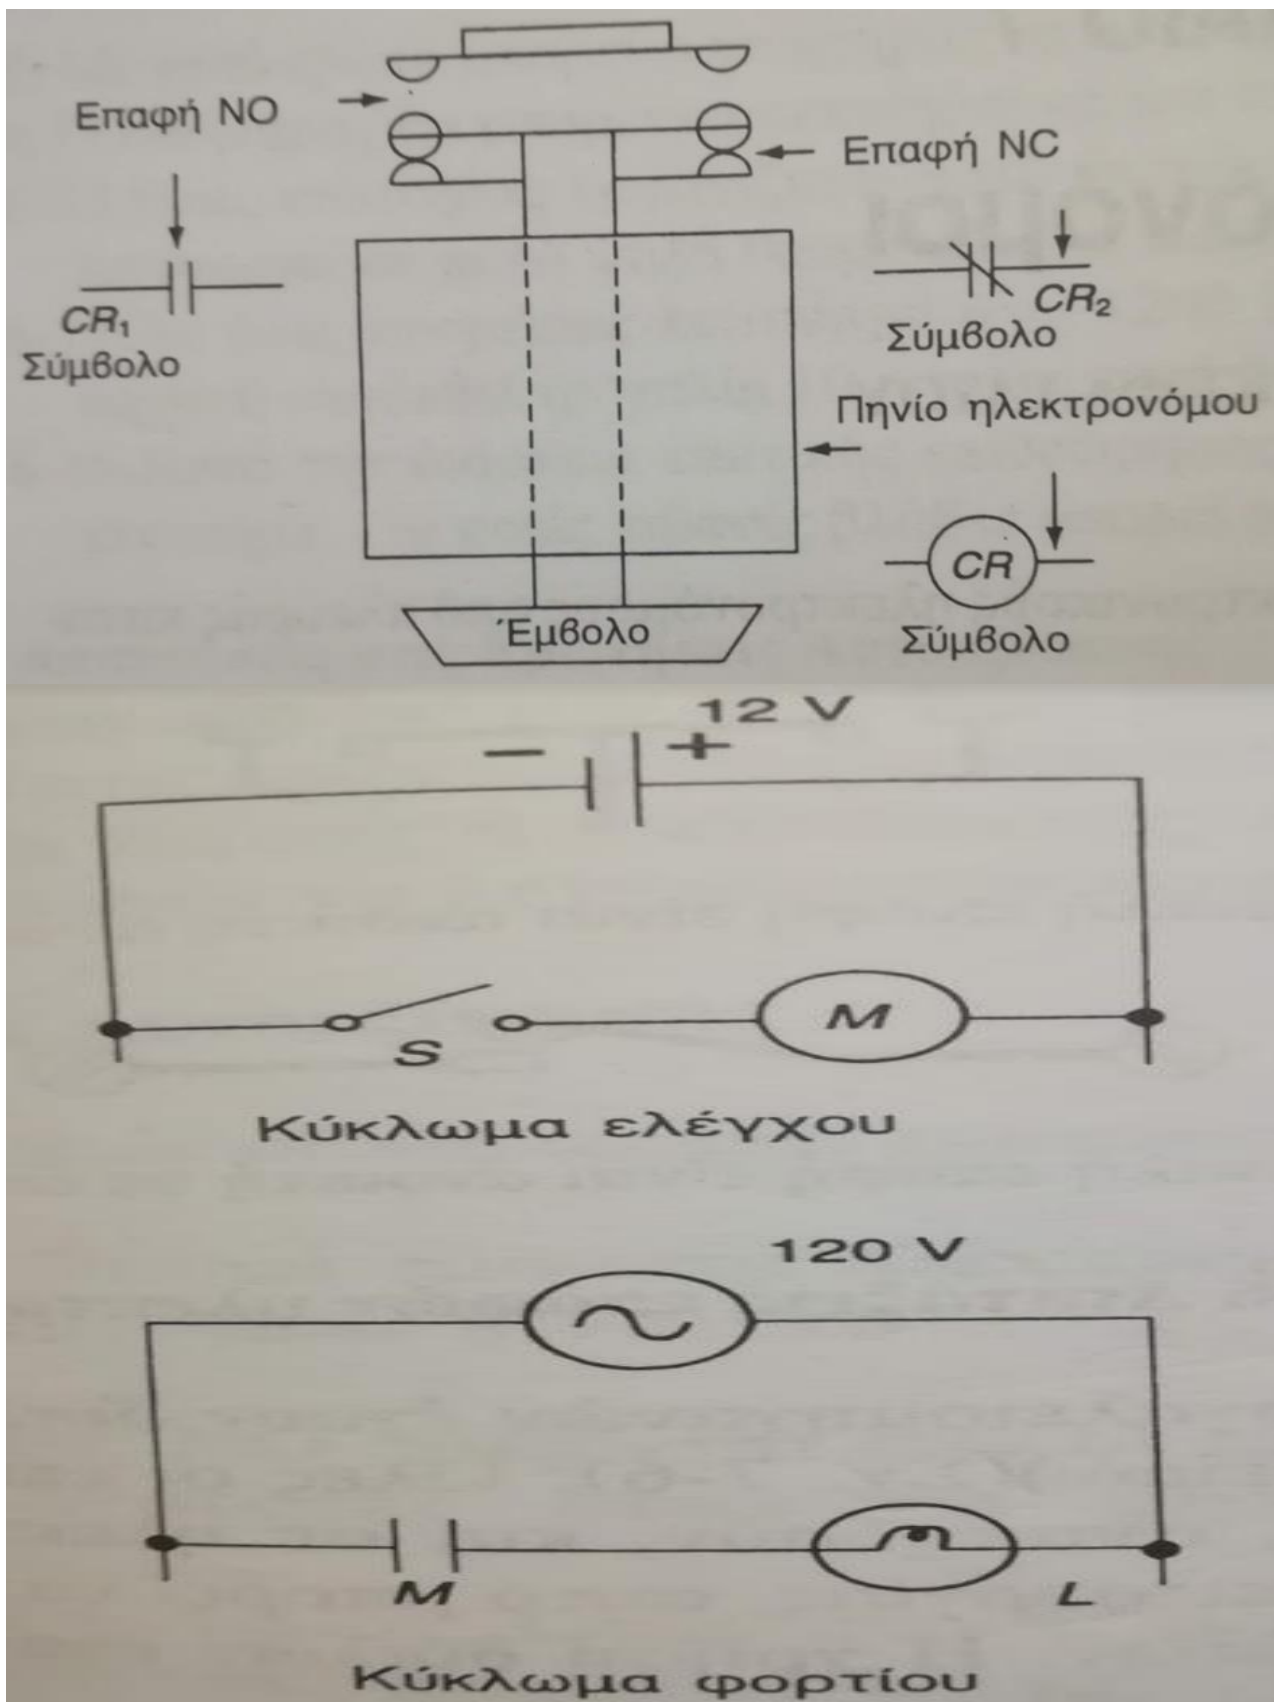 Επαφή NO
Επαφή NC
CR₁
Σύμβολο
CR₂
Σύμβολο
Πηνίο ηλεκτρονόμου
CR
Σύμβολο
Έμβολο
12 V
− +
S
M
Κύκλωμα ελέγχου
120 V
M
L
Κύκλωμα φορτίου